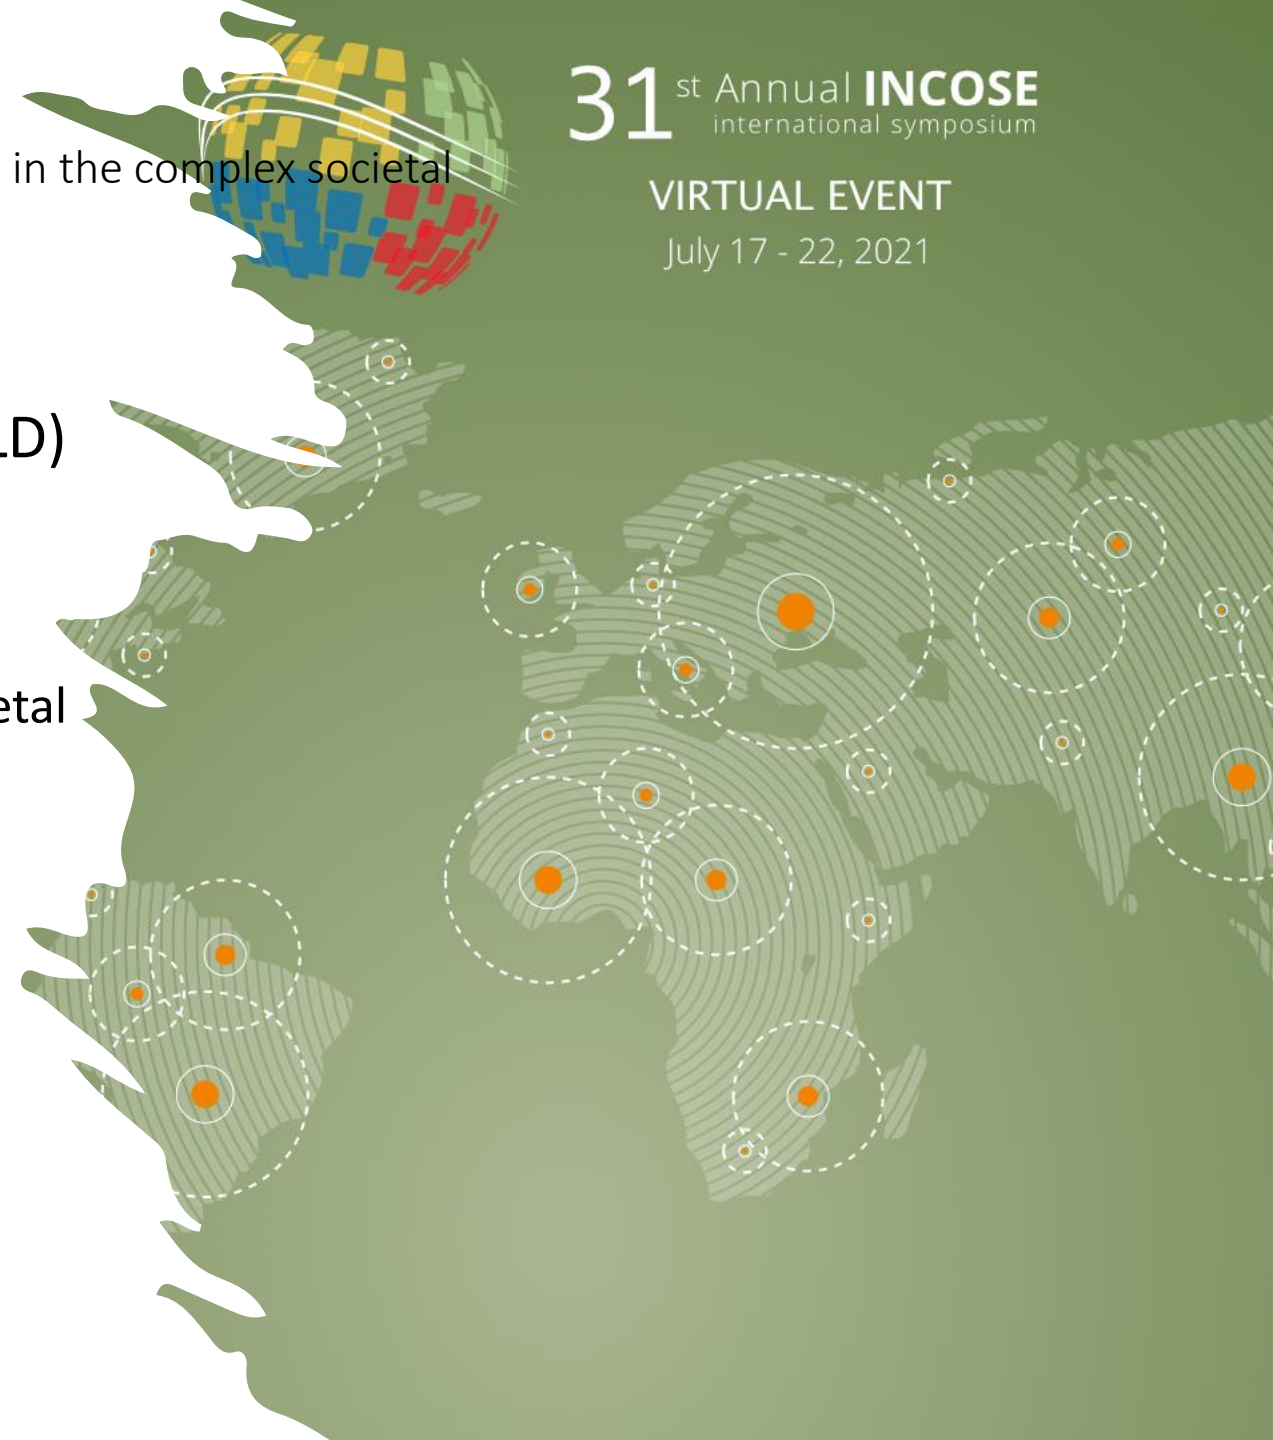 31st Annual INCOSE
international symposium
in the complex societal
VIRTUAL EVENT
July 17 - 22, 2021
LD)
etal